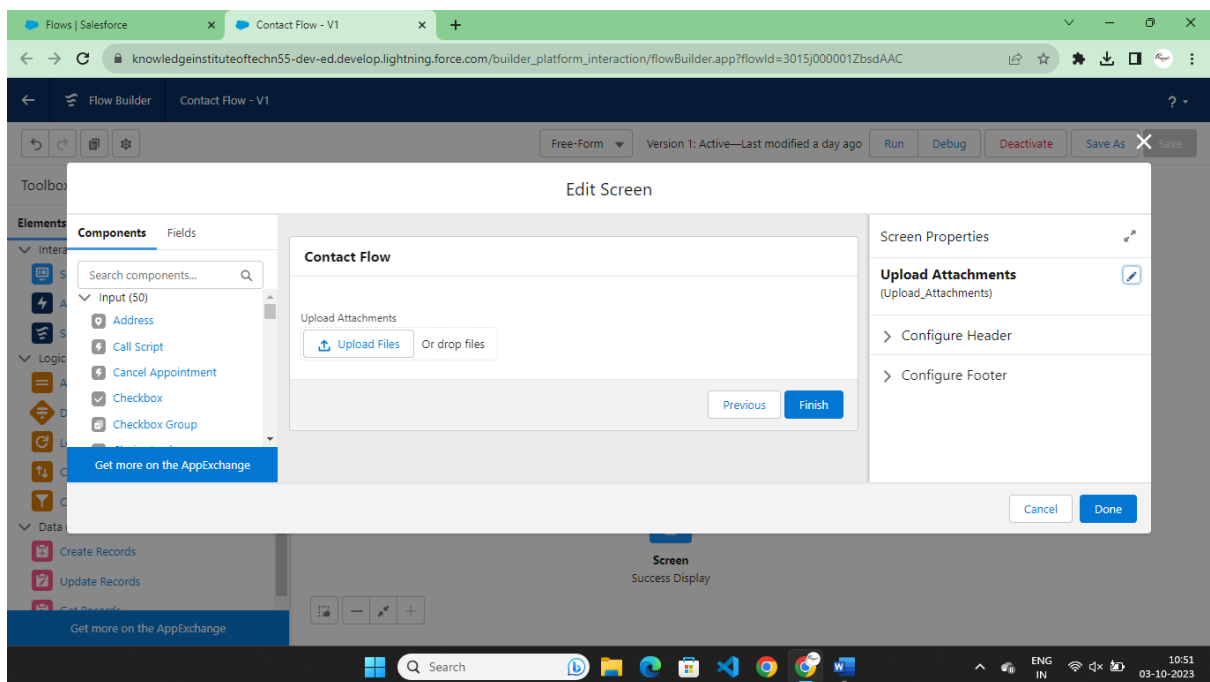 Flows | Salesforce
Contact Flow - V1
knowledgeinstituteoftechn55-dev-ed.develop.lightning.force.com/builder_platform_interaction/flowBuilder.app?flowId=3015j000001ZbsdAAC
Flow Builder
Contact Flow - V1
?
Free-Form
Version 1: Active—Last modified a day ago
Run
Debug
Deactivate
Save As
Save
Toolbox
Edit Screen
Elements
Components
Fields
Search components...
Input (50)
Address
Call Script
Cancel Appointment
Checkbox
Checkbox Group
Get more on the AppExchange
Contact Flow
Upload Attachments
Upload Files
Or drop files
Previous
Finish
Screen Properties
Upload Attachments
(Upload_Attachments)
Configure Header
Configure Footer
Cancel
Done
Intera
Logic
Data
Create Records
Update Records
Get Records
Get more on the AppExchange
Screen
Success Display
Search
ENG
IN
10:51
03-10-2023